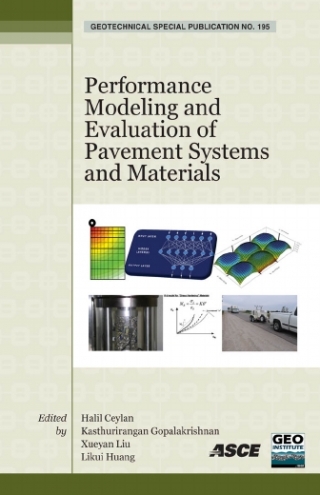 GEOTECHNICAL SPECIAL PUBLICATION NO. 195
Performance
Modeling and
Evaluation of
Pavement Systems
and Materials
Edited by
Halil Ceylan
Kasthurirangan Gopalakrishnan
Xueyan Liu
Likui Huang
ASCE
GEO
INSTITUTE